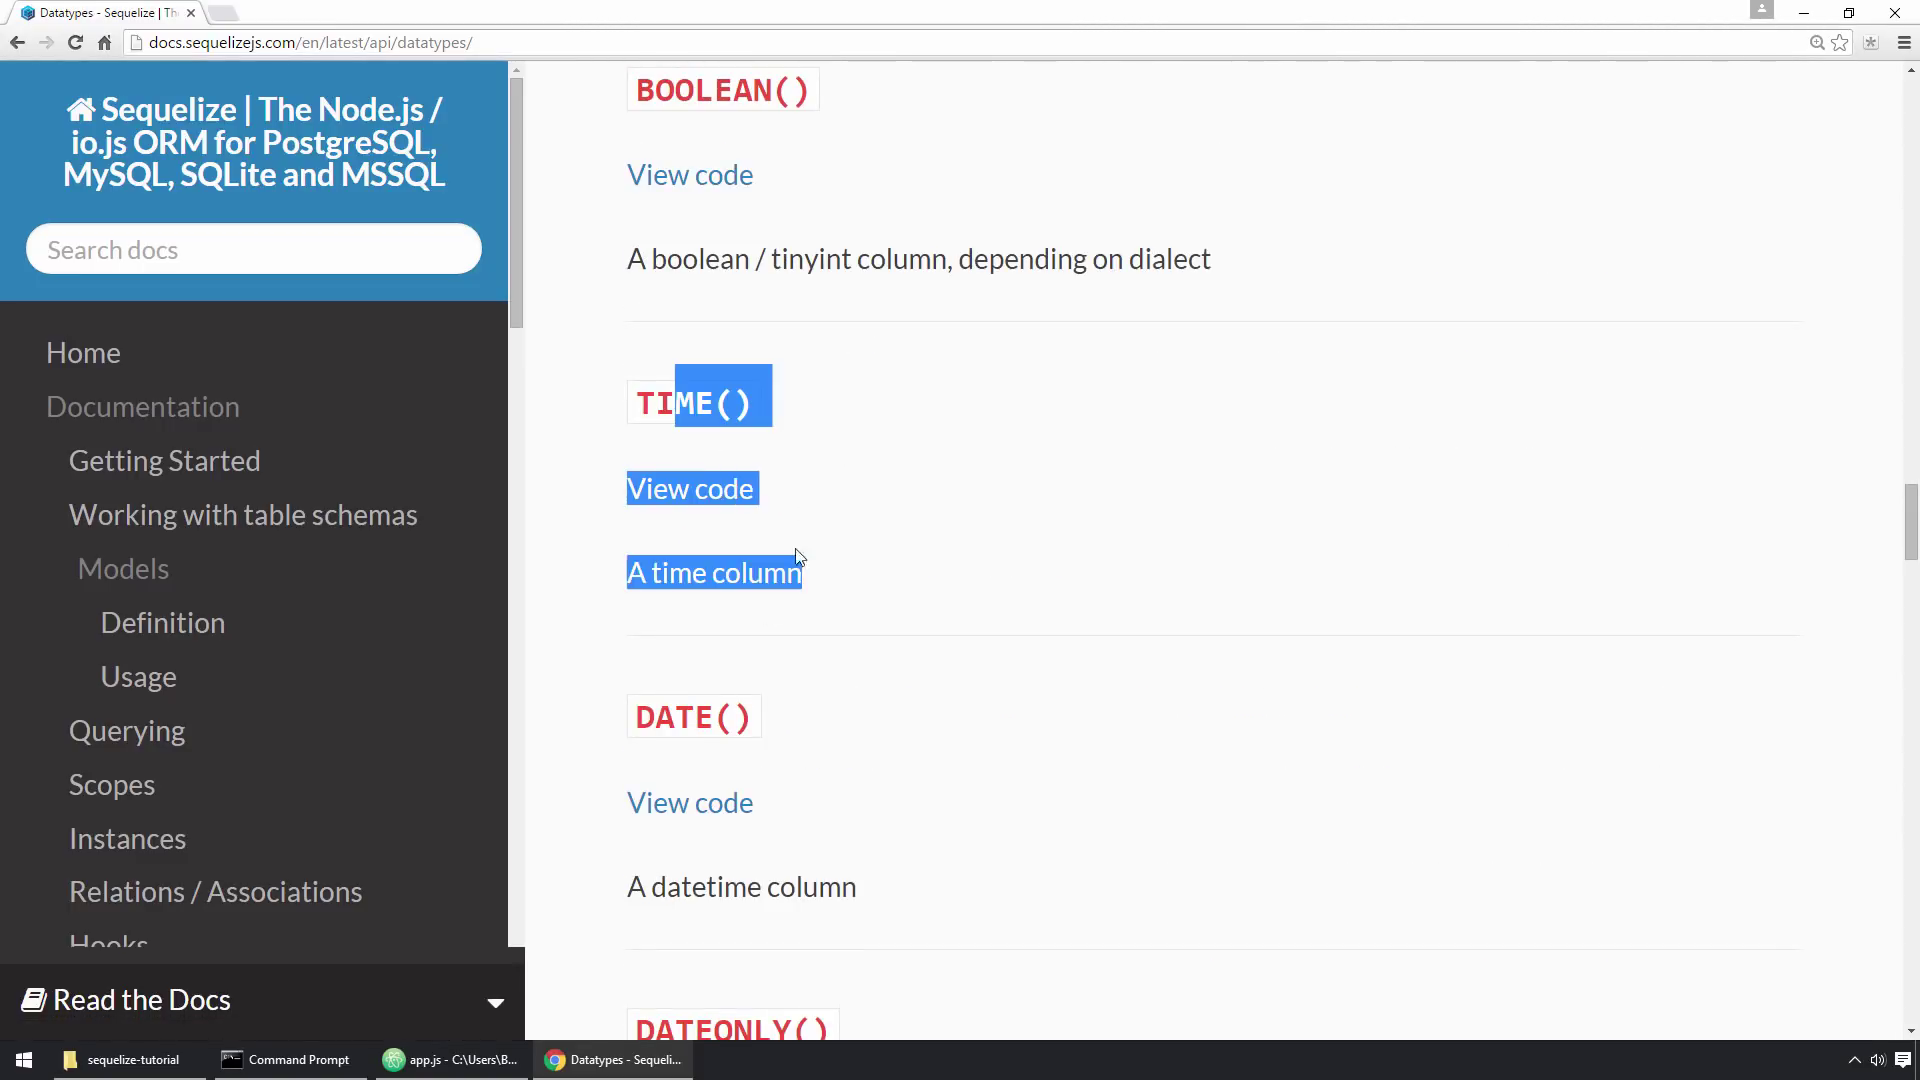 Datatypes - Sequelize | Th
docs.sequelizejs.com/en/latest/api/datatypes/
Sequelize | The Node.js /
io.js ORM for PostgreSQL,
MySQL, SQLite and MSSQL
Search docs
Home
Documentation
Getting Started
Working with table schemas
Models
Definition
Usage
Querying
Scopes
Instances
Relations / Associations
Hooks
Read the Docs
BOOLEAN()
View code
A boolean / tinyint column, depending on dialect
TIME()
View code
A time column
DATE()
View code
A datetime column
DATEONLY()
sequelize-tutorial
Command Prompt
app.js - C:\Users\B...
Datatypes - Sequeli...